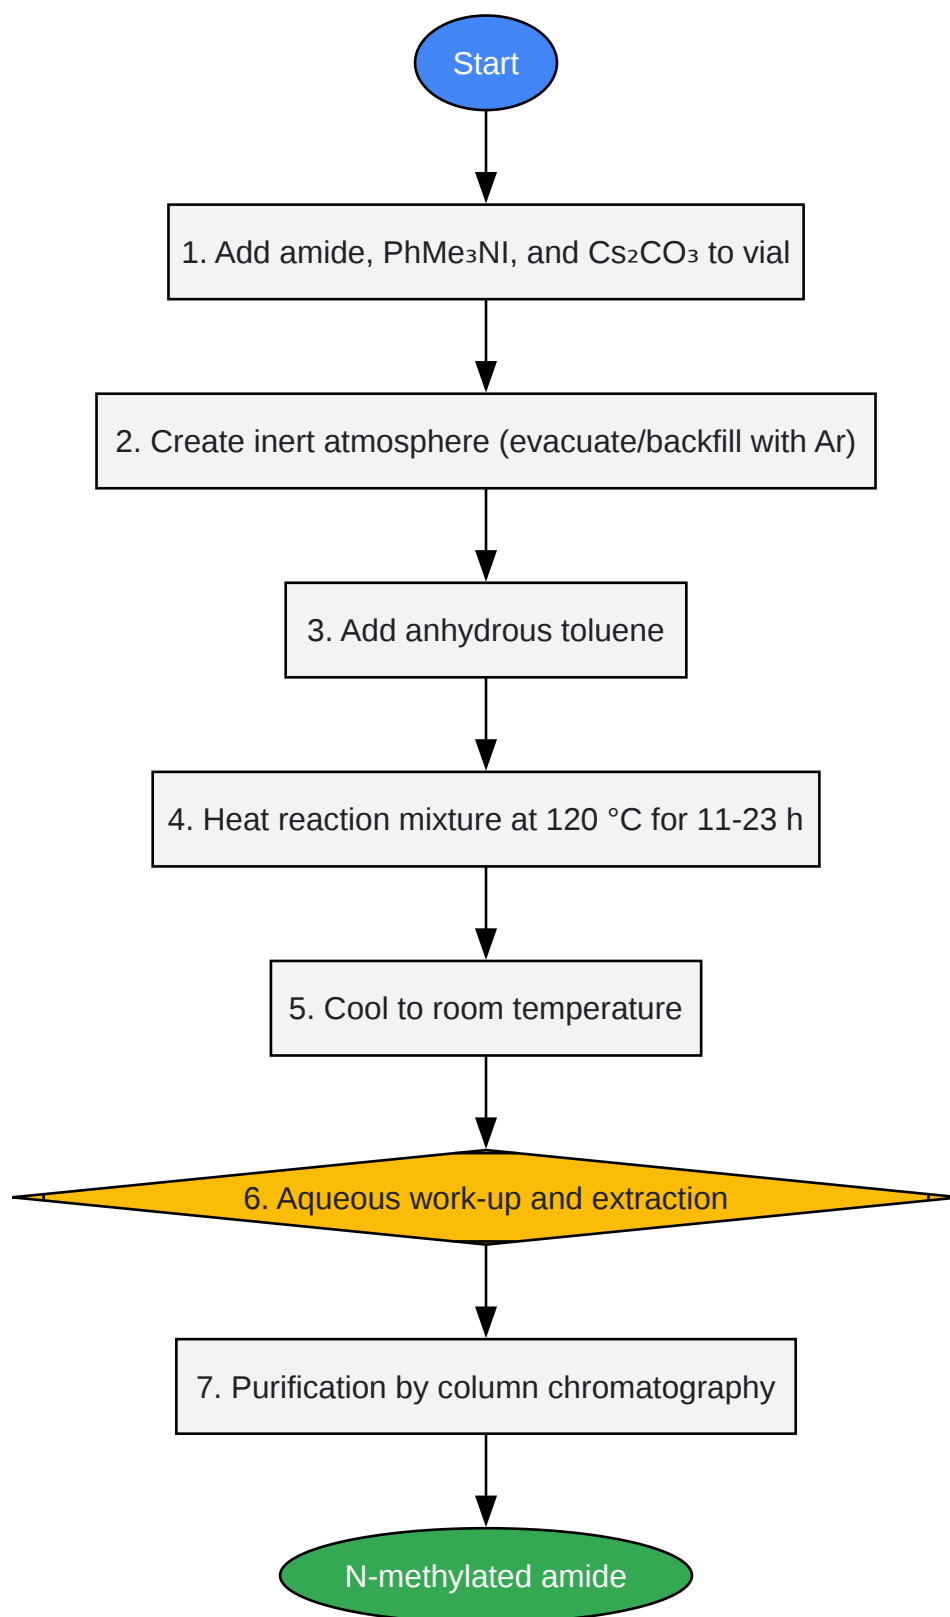 Start
1. Add amide, PhMe₃NI, and Cs₂CO₃ to vial
2. Create inert atmosphere (evacuate/backfill with Ar)
3. Add anhydrous toluene
4. Heat reaction mixture at 120 °C for 11-23 h
5. Cool to room temperature
6. Aqueous work-up and extraction
7. Purification by column chromatography
N-methylated amide